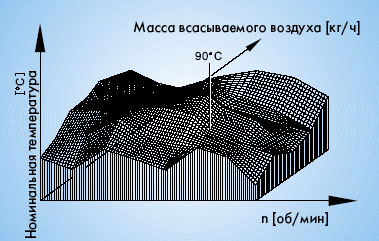 Масса всасываемого воздуха [кг/ч]
90°C
Номинальная температура [°C]
n [об/мин]